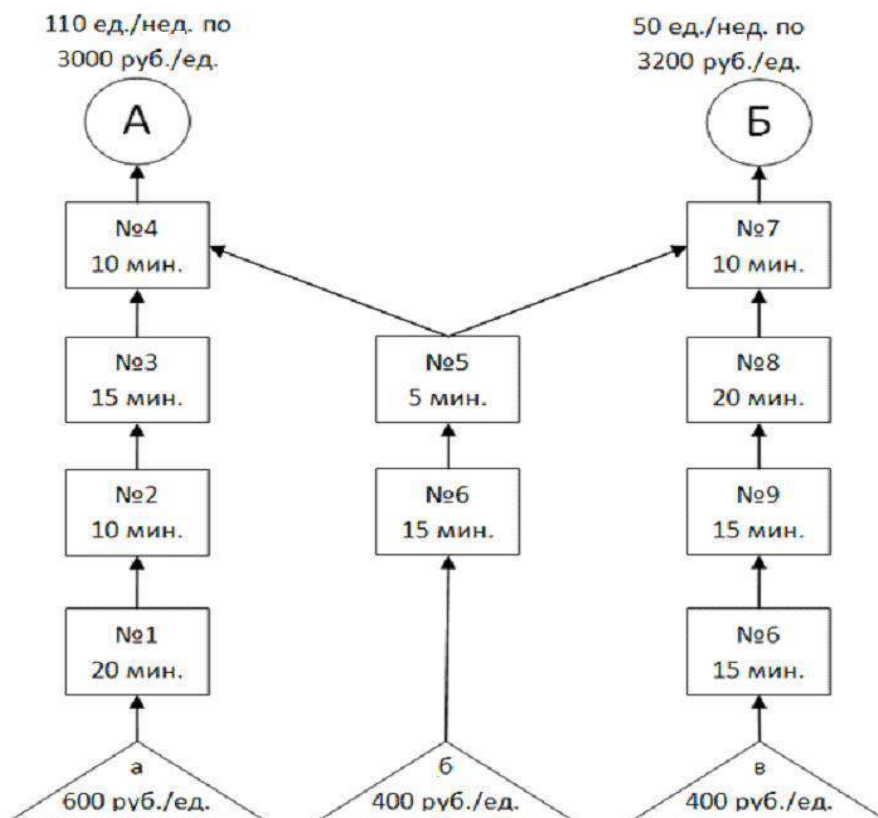 110 ед./нед. по
3000 руб./ед.
50 ед./нед. по
3200 руб./ед.
А
Б
№4
10 мин.
№7
10 мин.
№3
15 мин.
№5
5 мин.
№8
20 мин.
№2
10 мин.
№6
15 мин.
№9
15 мин.
№1
20 мин.
№6
15 мин.
а
600 руб./ед.
б
400 руб./ед.
в
400 руб./ед.